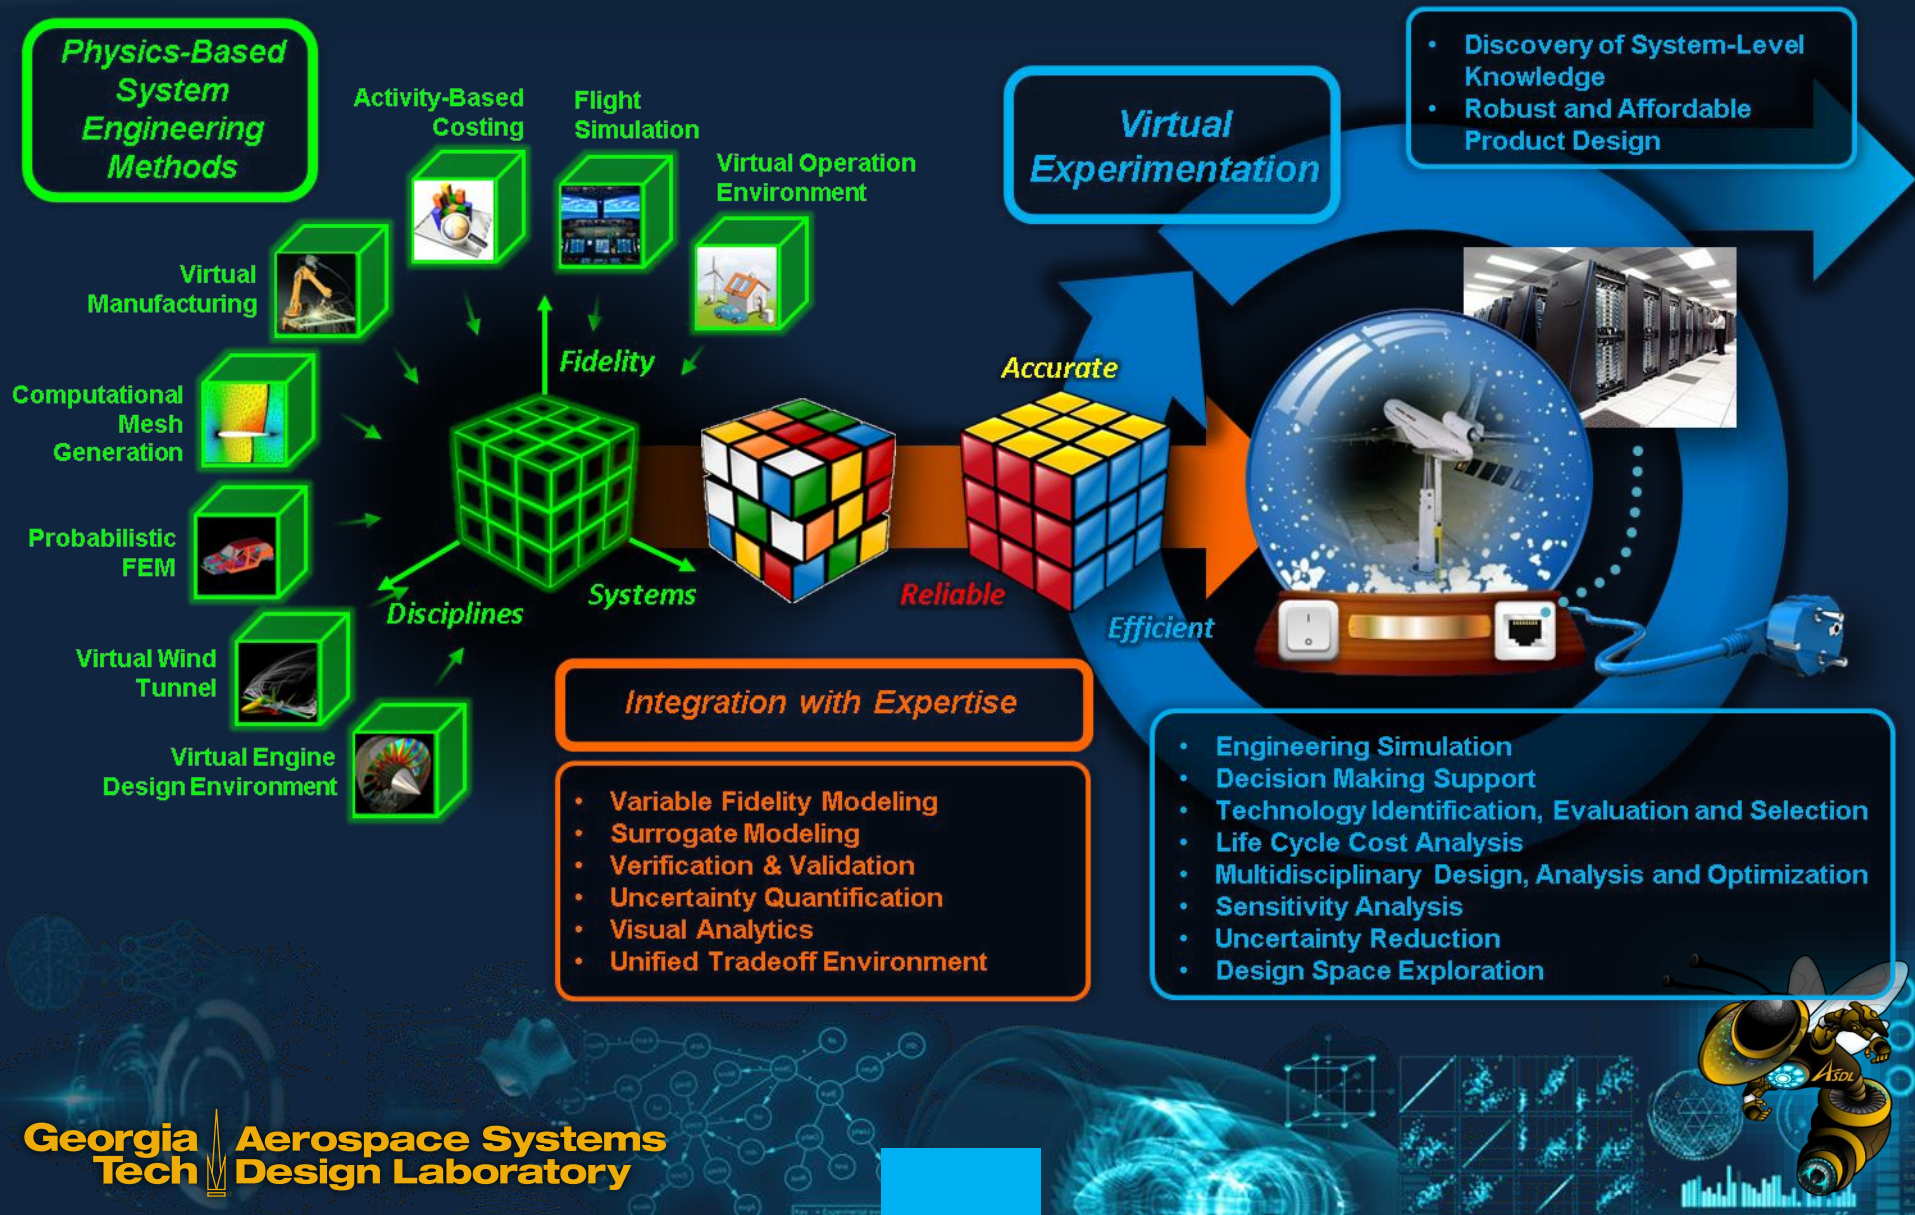 Physics-Based
System
Engineering
Methods
Activity-Based
Costing
Flight
Simulation
Virtual Operation
Environment
Virtual
Manufacturing
Computational
Mesh
Generation
Probabilistic
FEM
Virtual Wind
Tunnel
Virtual Engine
Design Environment
Fidelity
Disciplines
Systems
Accurate
Reliable
Efficient
Integration with Expertise
• Variable Fidelity Modeling
• Surrogate Modeling
• Verification & Validation
• Uncertainty Quantification
• Visual Analytics
• Unified Tradeoff Environment
Virtual
Experimentation
• Discovery of System-Level
Knowledge
• Robust and Affordable
Product Design
• Engineering Simulation
• Decision Making Support
• Technology Identification, Evaluation and Selection
• Life Cycle Cost Analysis
• Multidisciplinary Design, Analysis and Optimization
• Sensitivity Analysis
• Uncertainty Reduction
• Design Space Exploration
ASDL
Georgia
Tech
Aerospace Systems
Design Laboratory